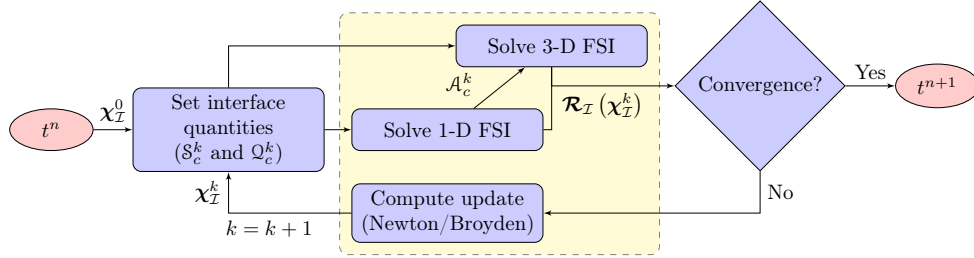 t^n
χ_I^0
Set interface
quantities
(S_c^k and Q_c^k)
Solve 3-D FSI
A_c^k
Solve 1-D FSI
R_I (χ_I^k)
Convergence?
Yes
t^{n+1}
No
Compute update
(Newton/Broyden)
χ_I^k
k = k + 1